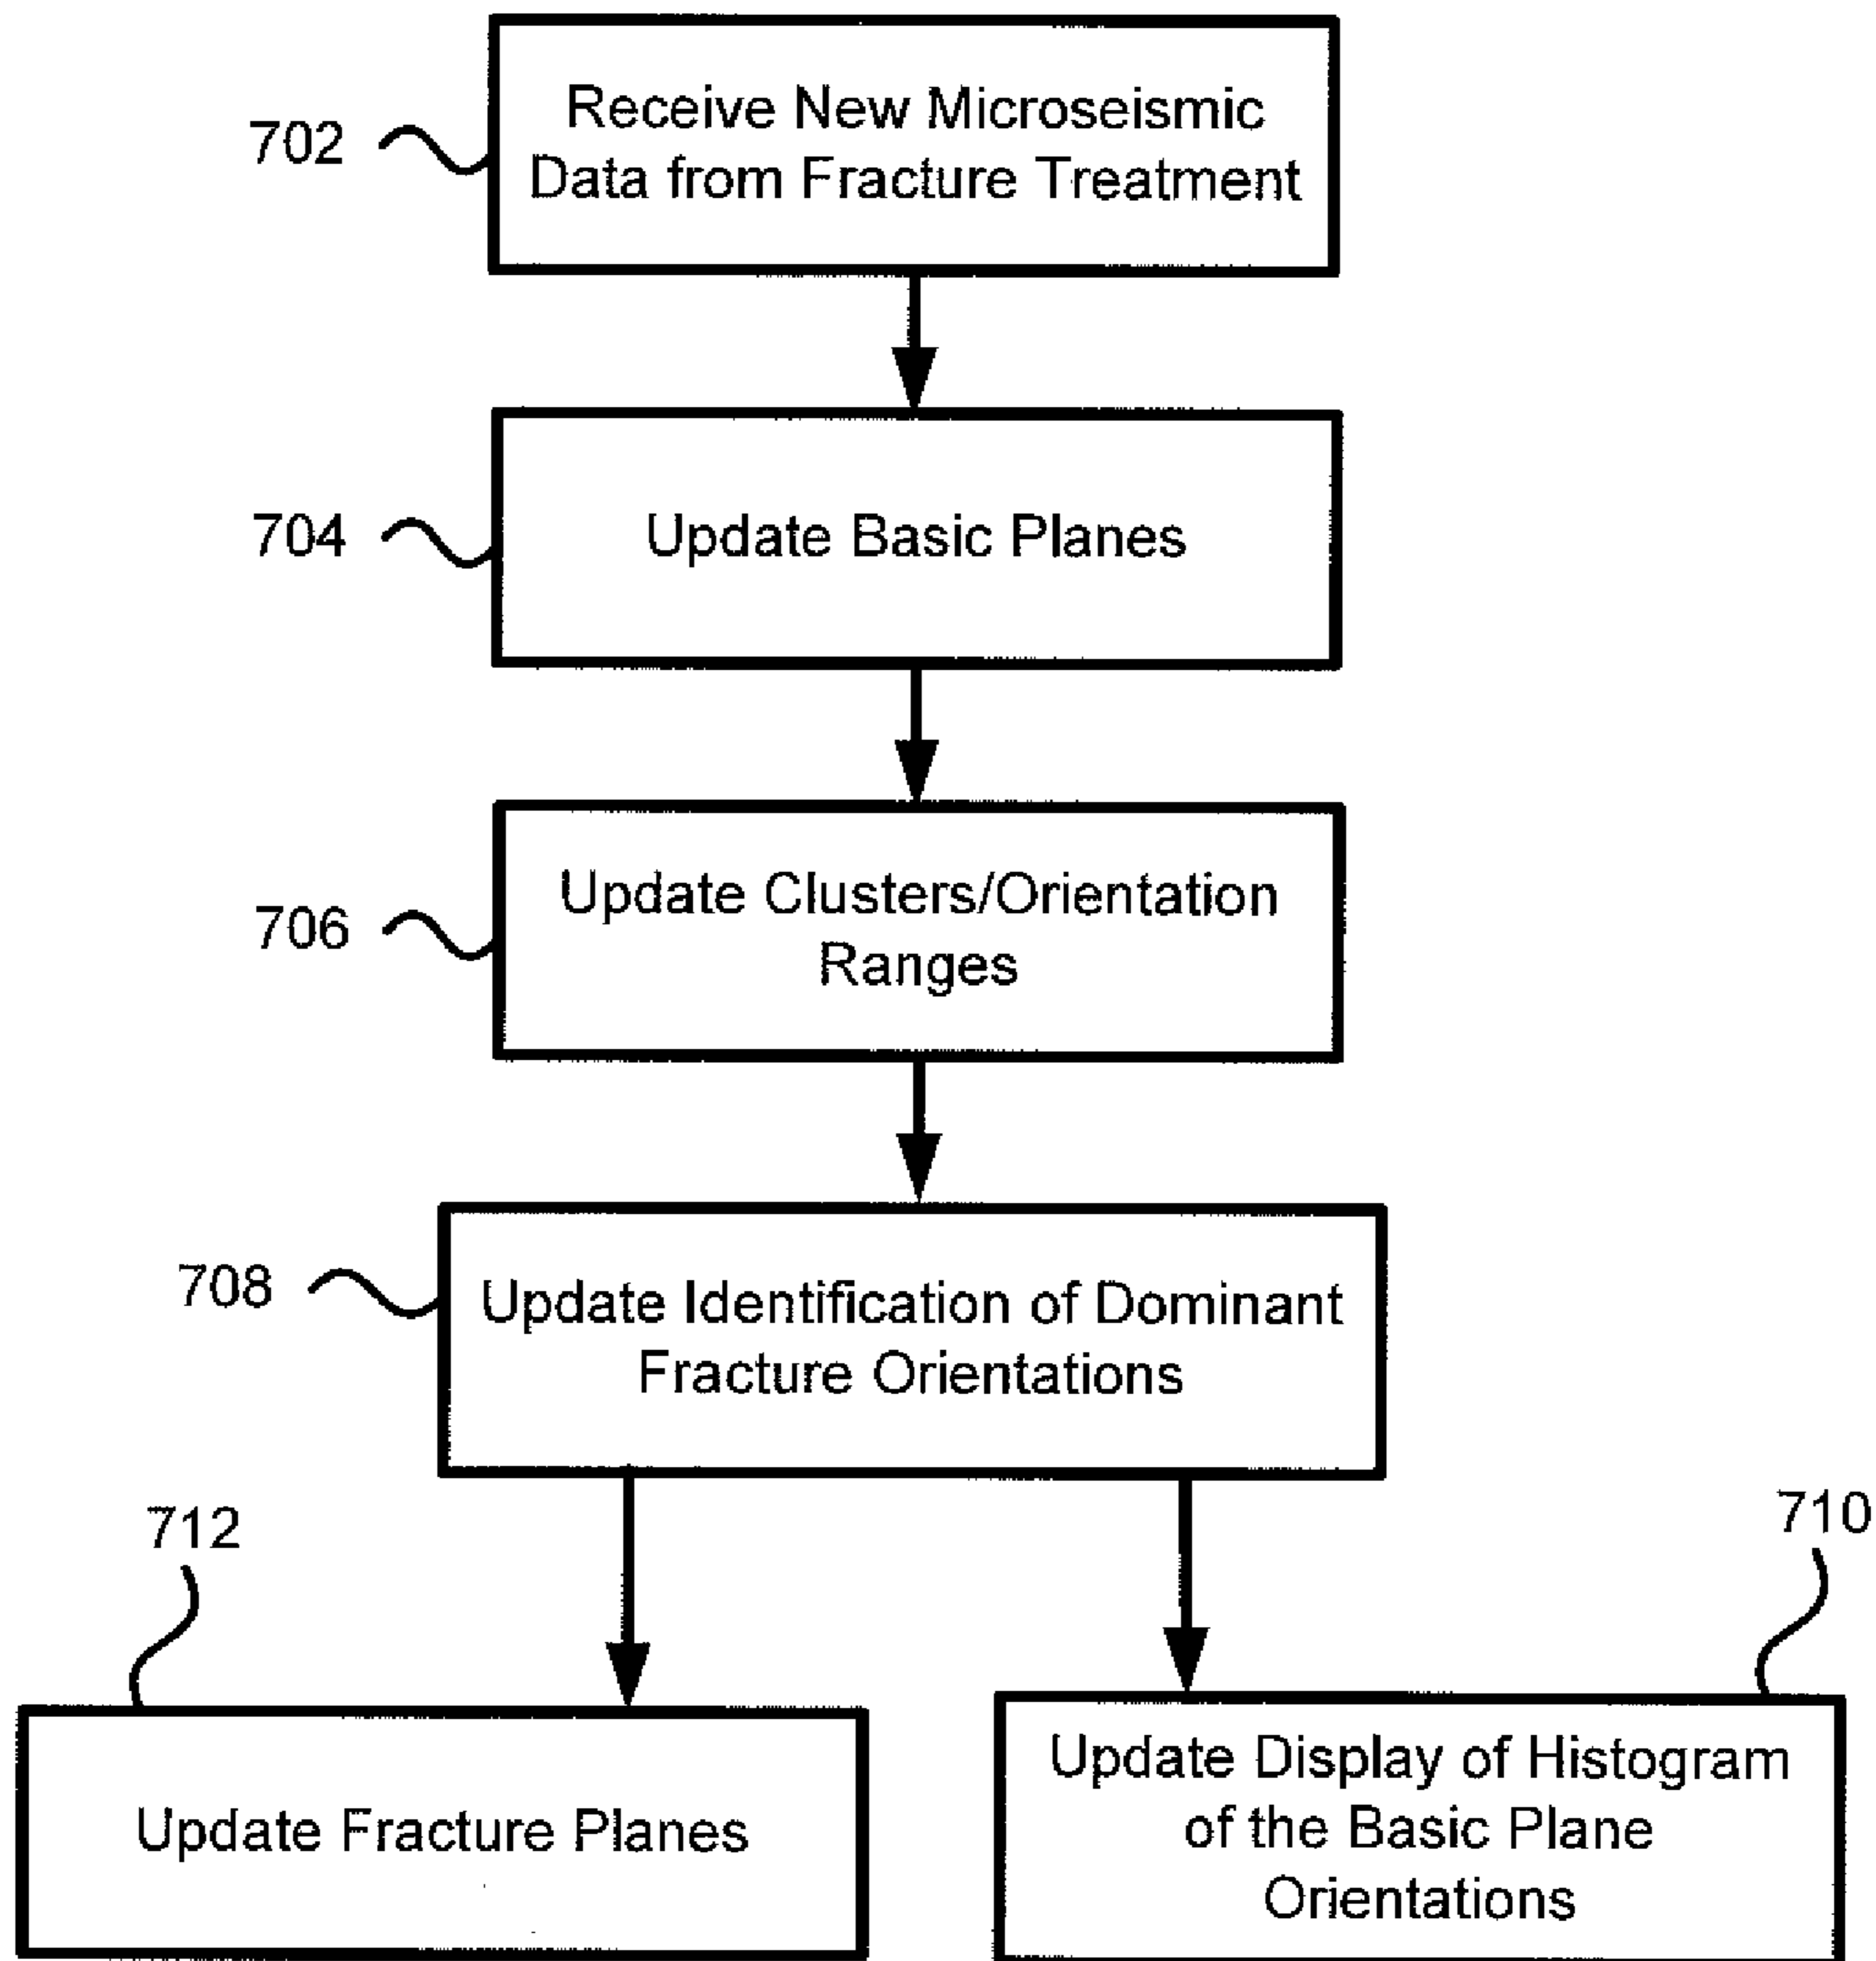 702
Receive New Microseismic
Data from Fracture Treatment
704
Update Basic Planes
706
Update Clusters/Orientation
Ranges
708
Update Identification of Dominant
Fracture Orientations
712
710
Update Fracture Planes
Update Display of Histogram
of the Basic Plane
Orientations